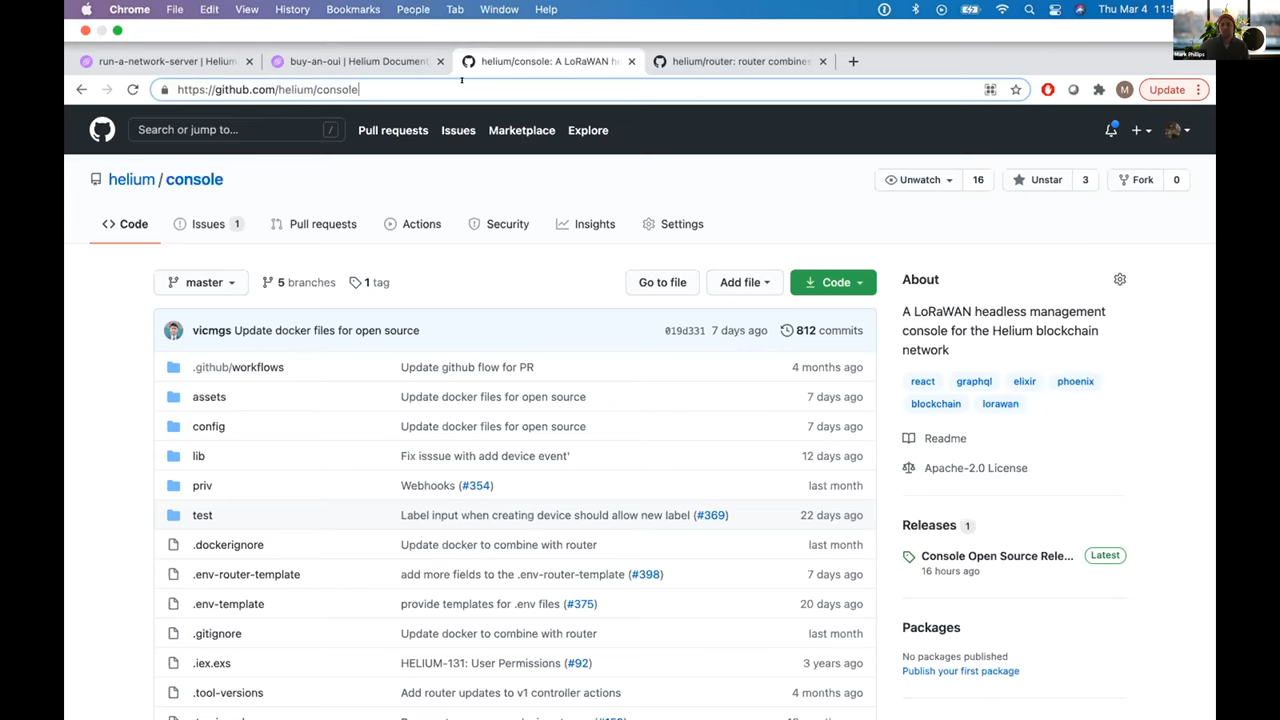 Chrome File Edit View History Bookmarks People Tab Window Help Thu Mar 4 11:5
run-a-network-server | Helium
buy-an-oui | Helium Document
helium/console: A LoRaWAN he
helium/router: router combines
https://github.com/helium/console
M
Update
Mark Phillips
Search or jump to... /
Pull requests Issues Marketplace Explore
helium / console
Unwatch 16 Unstar 3 Fork 0
Code Issues 1 Pull requests Actions Security Insights Settings
master 5 branches 1 tag Go to file Add file Code
vicmgs Update docker files for open source 019d331 7 days ago 812 commits
.github/workflows Update github flow for PR 4 months ago
assets Update docker files for open source 7 days ago
config Update docker files for open source 7 days ago
lib Fix isssue with add device event' 12 days ago
priv Webhooks (#354) last month
test Label input when creating device should allow new label (#369) 22 days ago
.dockerignore Update docker to combine with router last month
.env-router-template add more fields to the .env-router-template (#398) 7 days ago
.env-template provide templates for .env files (#375) 20 days ago
.gitignore Update docker to combine with router last month
.iex.exs HELIUM-131: User Permissions (#92) 3 years ago
.tool-versions Add router updates to v1 controller actions 4 months ago
About
A LoRaWAN headless management
console for the Helium blockchain
network
react graphql elixir phoenix
blockchain lorawan
Readme
Apache-2.0 License
Releases 1
Console Open Source Rele... Latest
16 hours ago
Packages
No packages published
Publish your first package